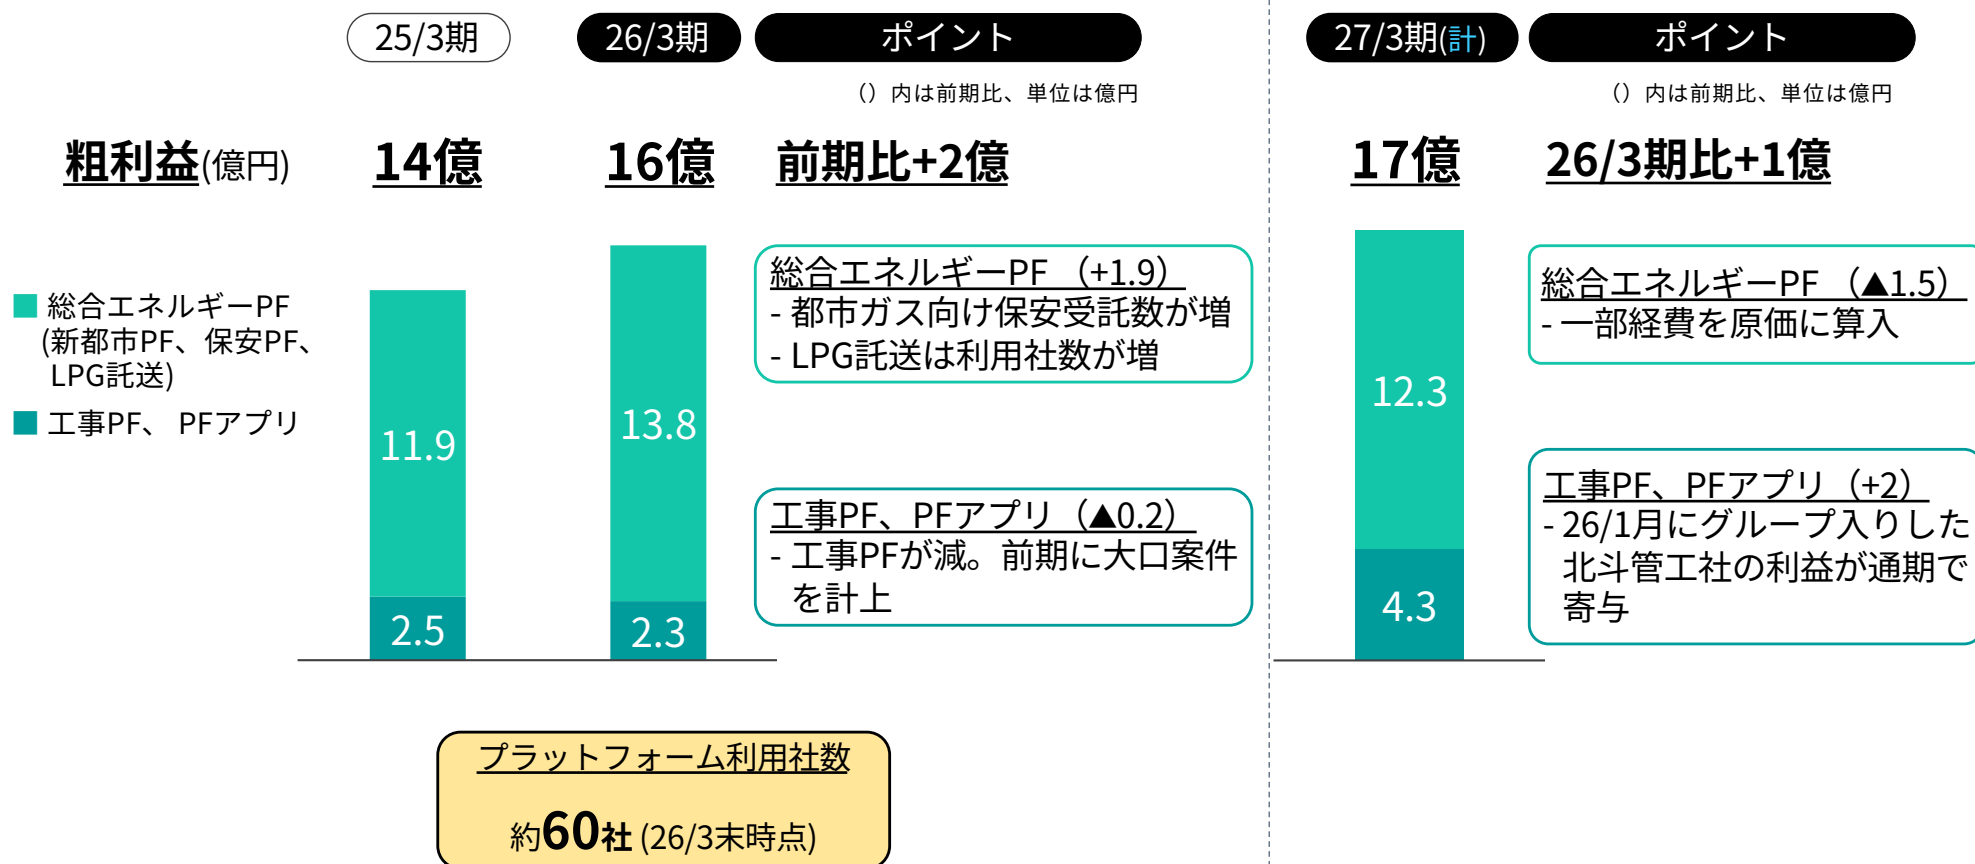 25/3期
26/3期
ポイント
（）内は前期比、単位は億円
粗利益(億円)
14億
16億
前期比+2億
総合エネルギーPF
(新都市PF、保安PF、
LPG託送)
工事PF、 PFアプリ
11.9
2.5
13.8
2.3
総合エネルギーPF （+1.9）
- 都市ガス向け保安受託数が増
- LPG託送は利用社数が増
工事PF、PFアプリ（▲0.2）
- 工事PFが減。前期に大口案件
を計上
プラットフォーム利用社数
約60社 (26/3末時点)
27/3期(計)
ポイント
（）内は前期比、単位は億円
17億
26/3期比+1億
12.3
4.3
総合エネルギーPF （▲1.5）
- 一部経費を原価に算入
工事PF、PFアプリ（+2）
- 26/1月にグループ入りした
北斗管工社の利益が通期で
寄与